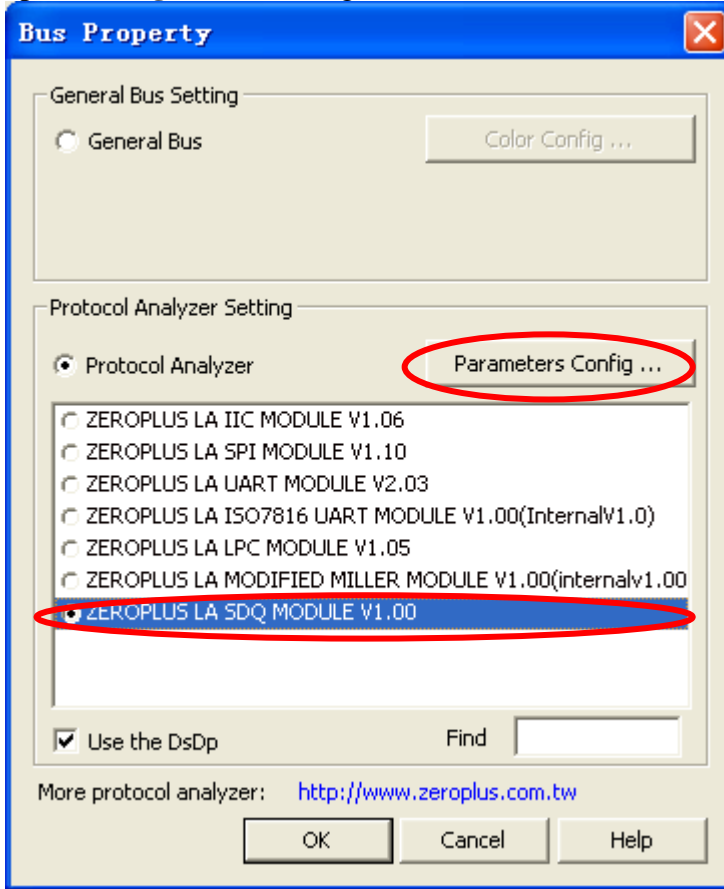 Bus Property
General Bus Setting
General Bus
Color Config ...
Protocol Analyzer Setting
Protocol Analyzer
Parameters Config ...
ZEROPLUS LA IIC MODULE V1.06
ZEROPLUS LA SPI MODULE V1.10
ZEROPLUS LA UART MODULE V2.03
ZEROPLUS LA ISO7816 UART MODULE V1.00(InternalV1.0)
ZEROPLUS LA LPC MODULE V1.05
ZEROPLUS LA MODIFIED MILLER MODULE V1.00(internalv1.00
ZEROPLUS LA SDQ MODULE V1.00
Use the DsDp
Find
More protocol analyzer: http://www.zeroplus.com.tw
OK Cancel Help